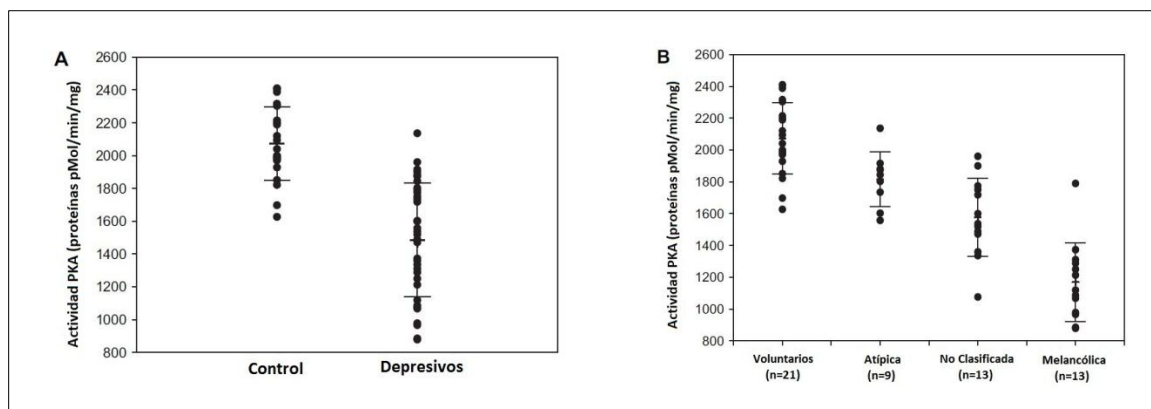 A
Actividad PKA (proteínas pMol/min/mg)
2600
2400
2200
2000
1800
1600
1400
1200
1000
800
Control Depresivos
B
Actividad PKA (proteínas pMol/min/mg)
2600
2400
2200
2000
1800
1600
1400
1200
1000
800
Voluntarios Atípica No Clasificada Melancólica
(n=21) (n=9) (n=13) (n=13)